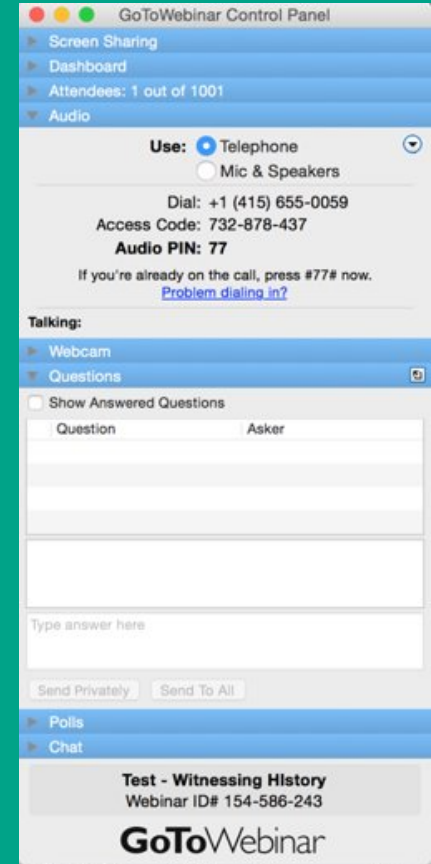 GoToWebinar Control Panel
Screen Sharing
Dashboard
Attendees: 1 out of 1001
Audio
Use: Telephone
Mic & Speakers
Dial: +1 (415) 655-0059
Access Code: 732-878-437
Audio PIN: 77
If you're already on the call, press #77# now.
Problem dialing in?
Talking:
Webcam
Questions
Show Answered Questions
Question Asker
Type answer here
Send Privately Send To All
Polls
Chat
Test - Witnessing HIstory
Webinar ID# 154-586-243
GoToWebinar